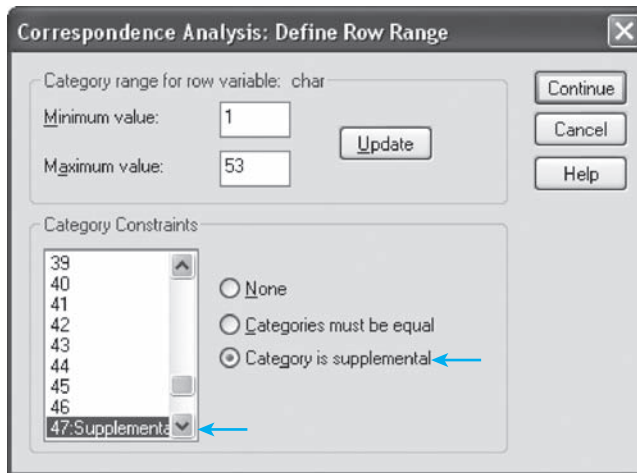 Correspondence Analysis: Define Row Range
Category range for row variable: char
Minimum value:
1
Maximum value:
53
Update
Continue
Cancel
Help
Category Constraints
39
40
41
42
43
44
45
46
47:Supplementa
None
Categories must be equal
Category is supplemental